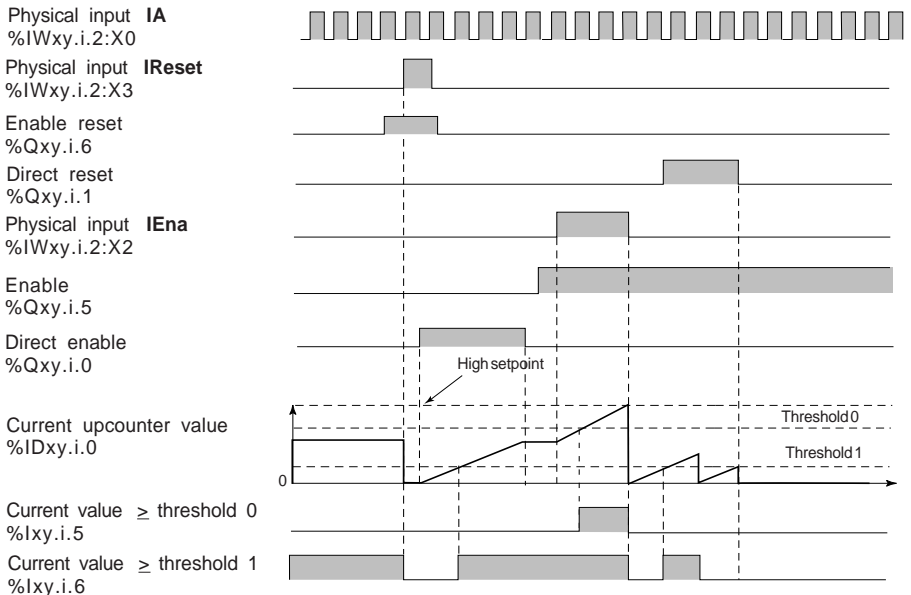 Physical input IA
%IWxy.i.2:X0
Physical input IReset
%IWxy.i.2:X3
Enable reset
%Qxy.i.6
Direct reset
%Qxy.i.1
Physical input IEna
%IWxy.i.2:X2
Enable
%Qxy.i.5
Direct enable
%Qxy.i.0
High setpoint
Current upcounter value
%IDxy.i.0
Threshold 0
Threshold 1
0
Current value ≥ threshold 0
%Ixy.i.5
Current value ≥ threshold 1
%Ixy.i.6